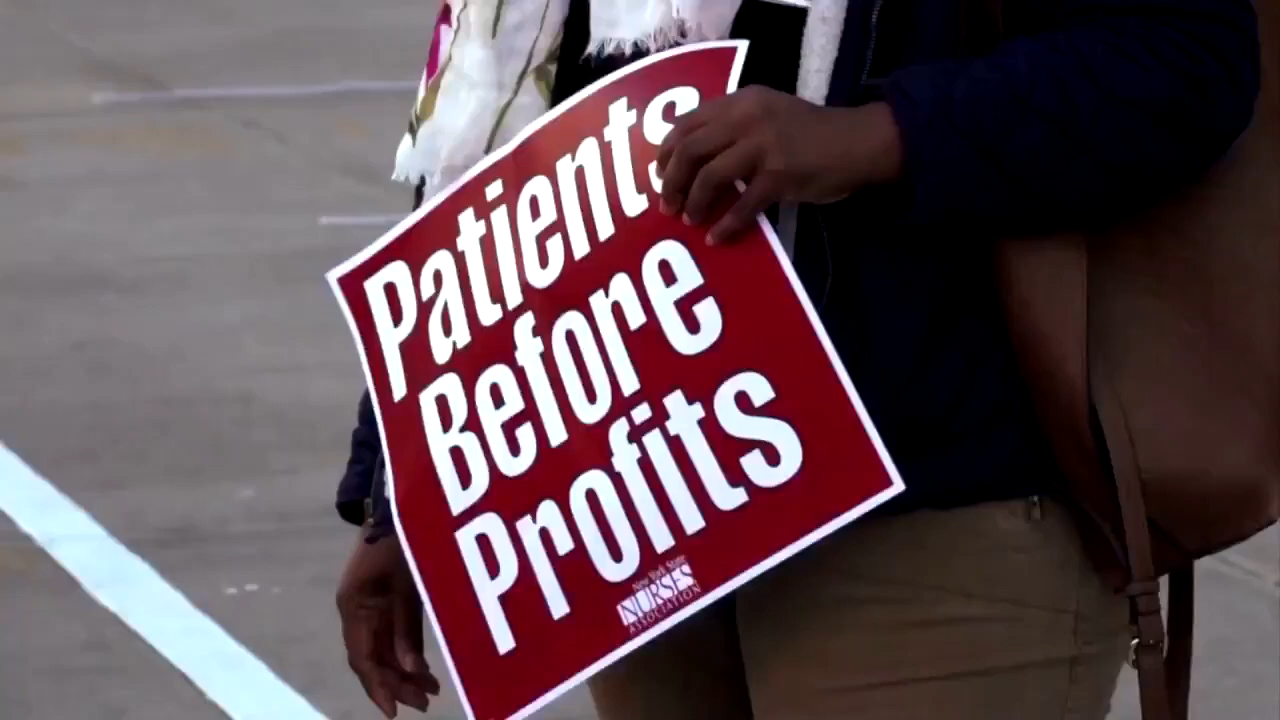 Patients
Before
Profits
New York State
NURSES
ASSOCIATION